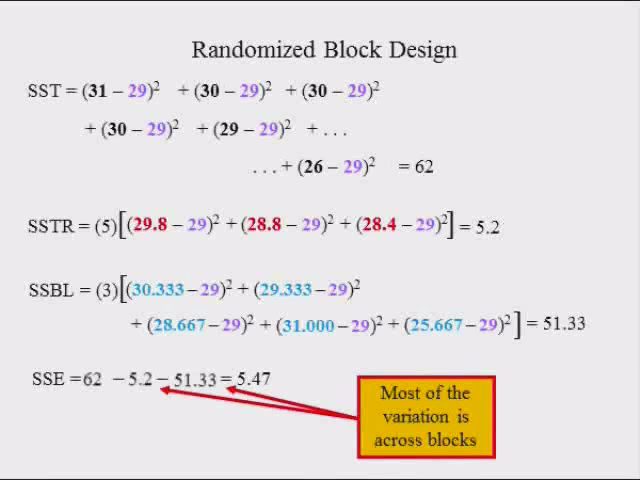 Randomized Block Design
SST = (31 – 29)² + (30 – 29)² + (30 – 29)²
+ (30 – 29)² + (29 – 29)² + . . .
. . . + (26 – 29)² = 62
SSTR = (5)[(29.8 – 29)² + (28.8 – 29)² + (28.4 – 29)²] = 5.2
SSBL = (3)[(30.333 – 29)² + (29.333 – 29)²
+ (28.667 – 29)² + (31.000 – 29)² + (25.667 – 29)²] = 51.33
SSE = 62 – 5.2 – 51.33 = 5.47
Most of the
variation is
across blocks